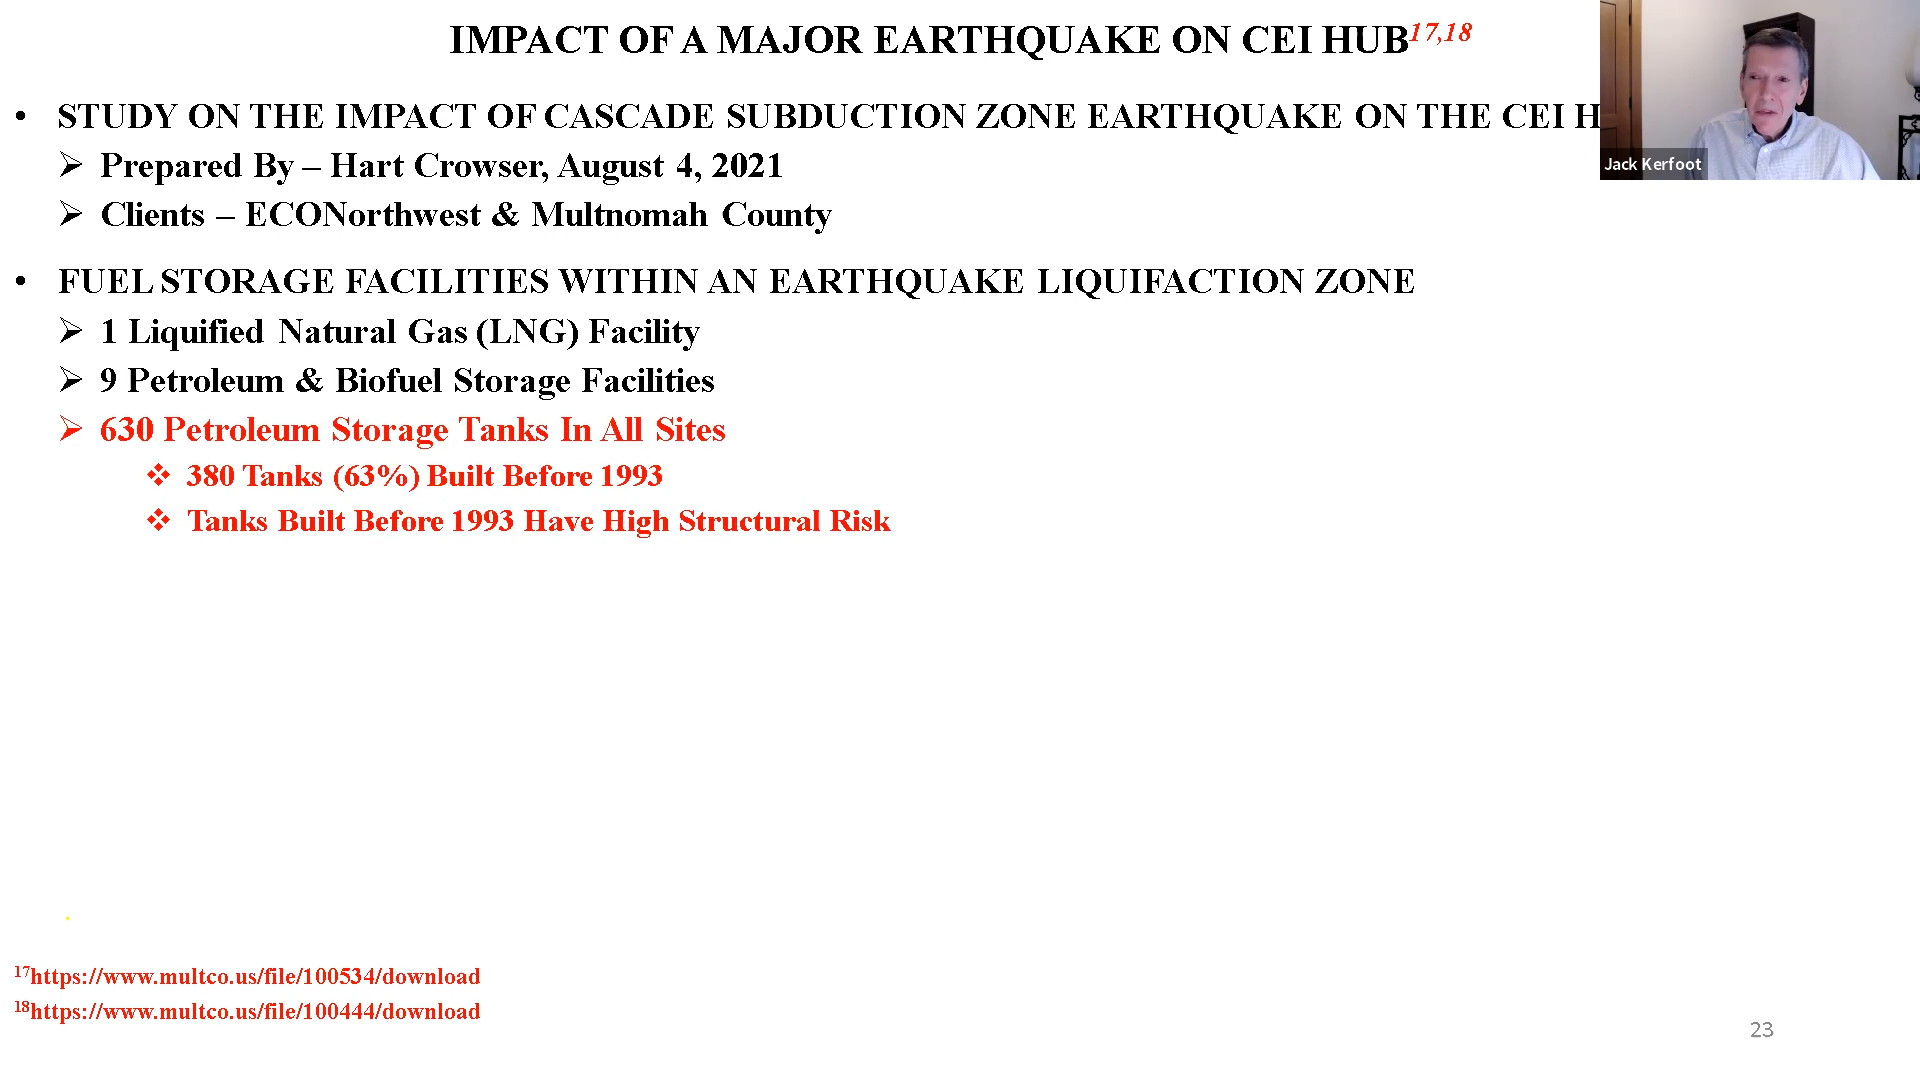 IMPACT OF A MAJOR EARTHQUAKE ON CEI HUB17,18
• STUDY ON THE IMPACT OF CASCADE SUBDUCTION ZONE EARTHQUAKE ON THE CEI H
➢ Prepared By – Hart Crowser, August 4, 2021
➢ Clients – ECONorthwest & Multnomah County
• FUEL STORAGE FACILITIES WITHIN AN EARTHQUAKE LIQUIFACTION ZONE
➢ 1 Liquified Natural Gas (LNG) Facility
➢ 9 Petroleum & Biofuel Storage Facilities
➢ 630 Petroleum Storage Tanks In All Sites
❖ 380 Tanks (63%) Built Before 1993
❖ Tanks Built Before 1993 Have High Structural Risk
17https://www.multco.us/file/100534/download
18https://www.multco.us/file/100444/download
23
Jack Kerfoot